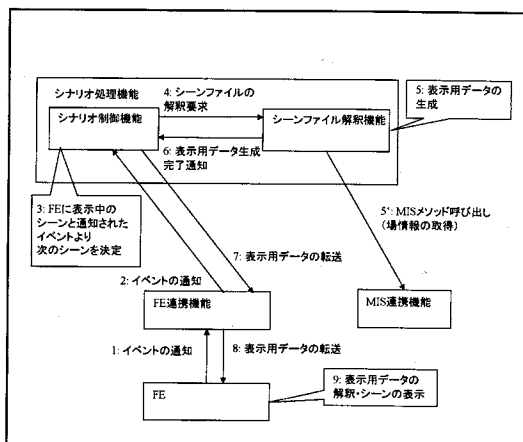 シナリオ処理機能
シナリオ制御機能
4: シーンファイルの
解釈要求
シーンファイル解釈機能
5: 表示用データの
生成
6: 表示用データ生成
完了通知
3: FEに表示中の
シーンと通知された
イベントより
次のシーンを決定
5': MISメソッド呼び出し
(場情報の取得)
7: 表示用データの転送
2: イベントの通知
FE連携機能
MIS連携機能
1: イベントの通知
8: 表示用データの転送
FE
9: 表示用データの
解釈・シーンの表示